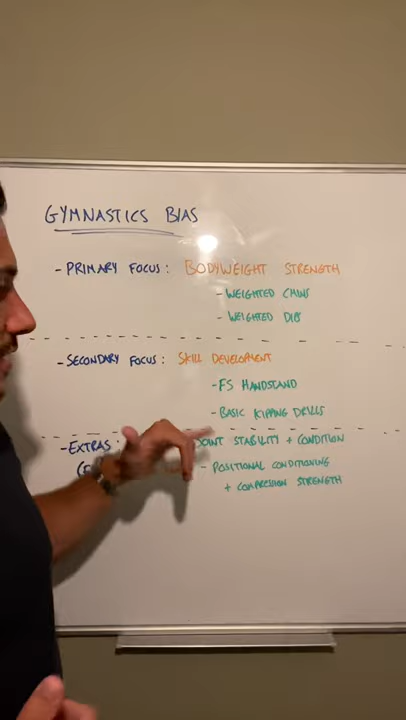 GYMNASTICS BIAS
- PRIMARY FOCUS : BODYWEIGHT STRENGTH
- WEIGHTED CHINS
- WEIGHTED DIPS
- SECONDARY FOCUS : SKILL DEVELOPMENT
- FS HANDSTAND
- BASIC KIPPING DRILLS
- EXTRAS : JOINT STABILITY + CONDITION
- POSITIONAL CONDITIONING
+ COMPRESSION STRENGTH